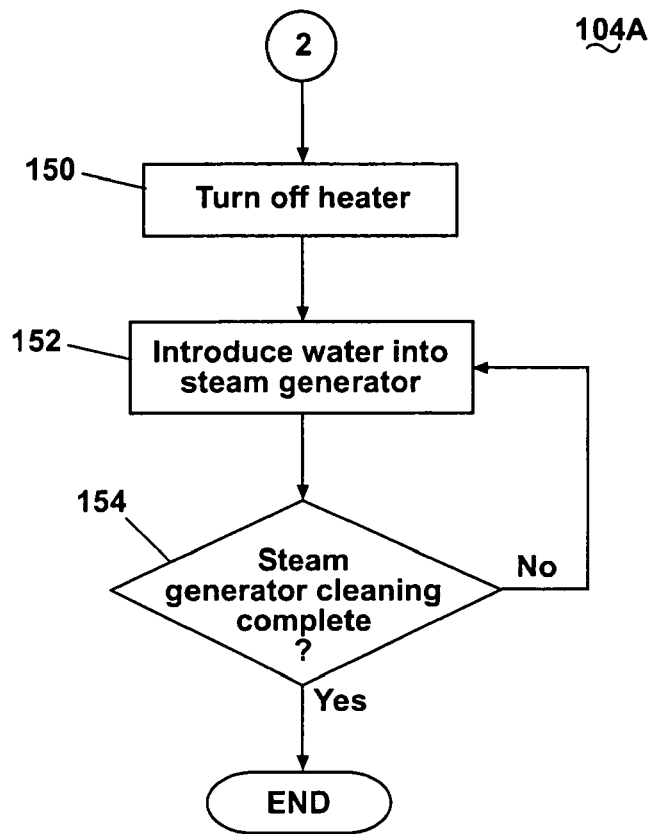 2
104A
150
Turn off heater
152
Introduce water into
steam generator
154
Steam
generator cleaning
complete
?
No
Yes
END